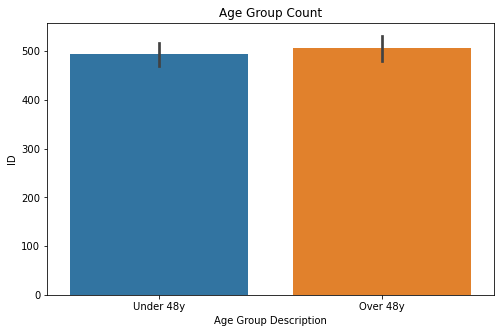 Age Group Count
ID
500
400
300
200
100
0
Under 48y
Over 48y
Age Group Description